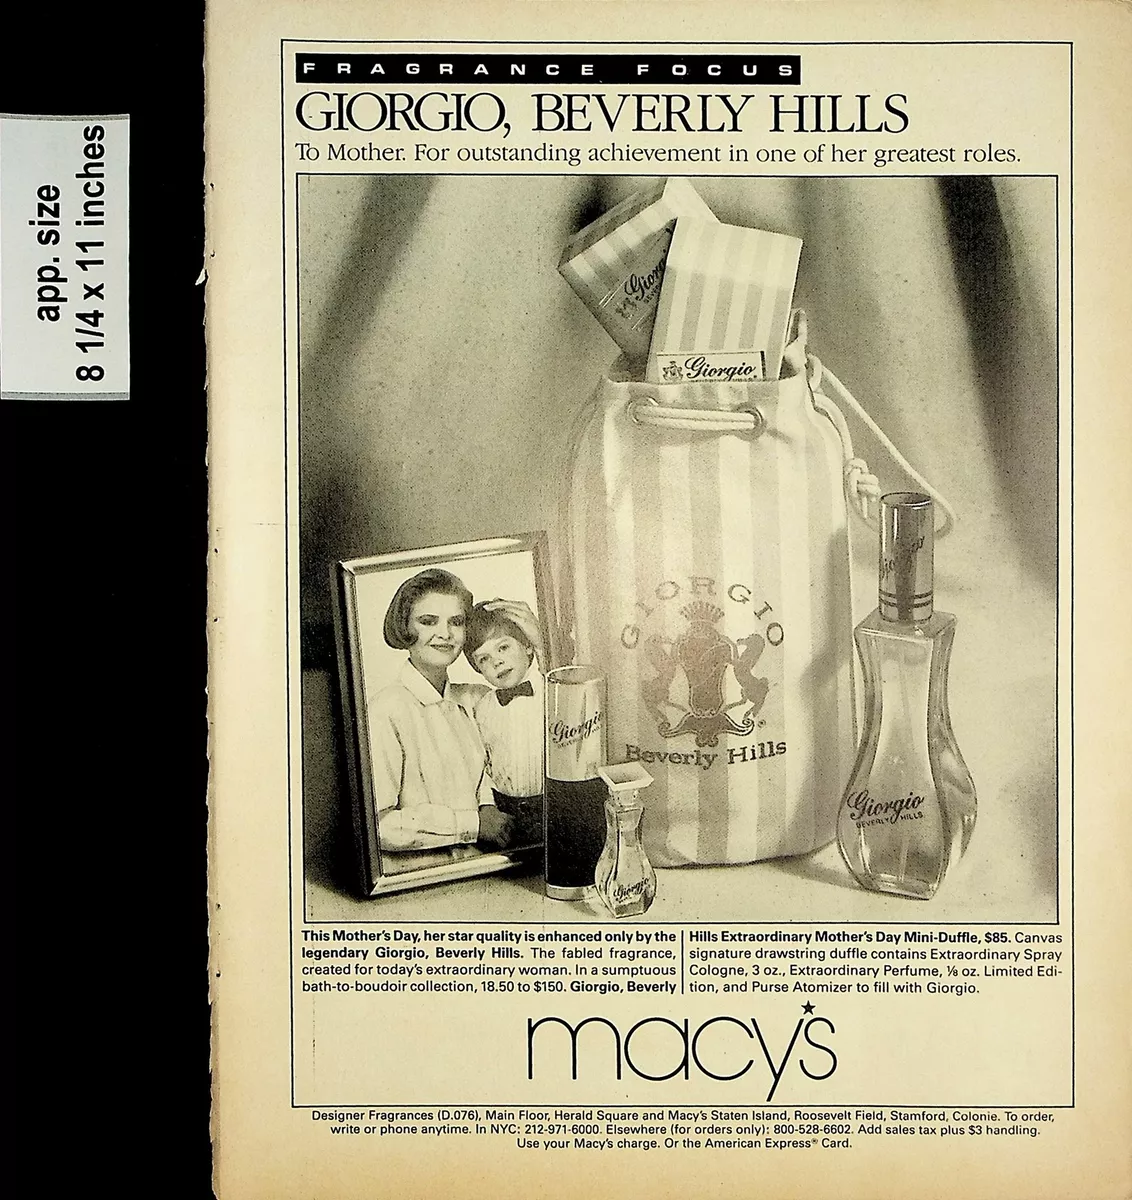 app. size
8 1/4 x 11 inches
FRAGRANCE FOCUS
GIORGIO, BEVERLY HILLS
To Mother. For outstanding achievement in one of her greatest roles.
Giorgio
Giorgio
GIORGIO
Beverly Hills
Giorgio
Giorgio
BEVERLY HILLS
Giorgio
This Mother's Day, her star quality is enhanced only by the
legendary Giorgio, Beverly Hills. The fabled fragrance,
created for today's extraordinary woman. In a sumptuous
bath-to-boudoir collection, 18.50 to $150. Giorgio, Beverly
Hills Extraordinary Mother's Day Mini-Duffle, $85. Canvas
signature drawstring duffle contains Extraordinary Spray
Cologne, 3 oz., Extraordinary Perfume, ⅛ oz. Limited Edi-
tion, and Purse Atomizer to fill with Giorgio.
macy's
Designer Fragrances (D.076), Main Floor, Herald Square and Macy's Staten Island, Roosevelt Field, Stamford, Colonie. To order,
write or phone anytime. In NYC: 212-971-6000. Elsewhere (for orders only): 800-528-6602. Add sales tax plus $3 handling.
Use your Macy's charge. Or the American Express® Card.